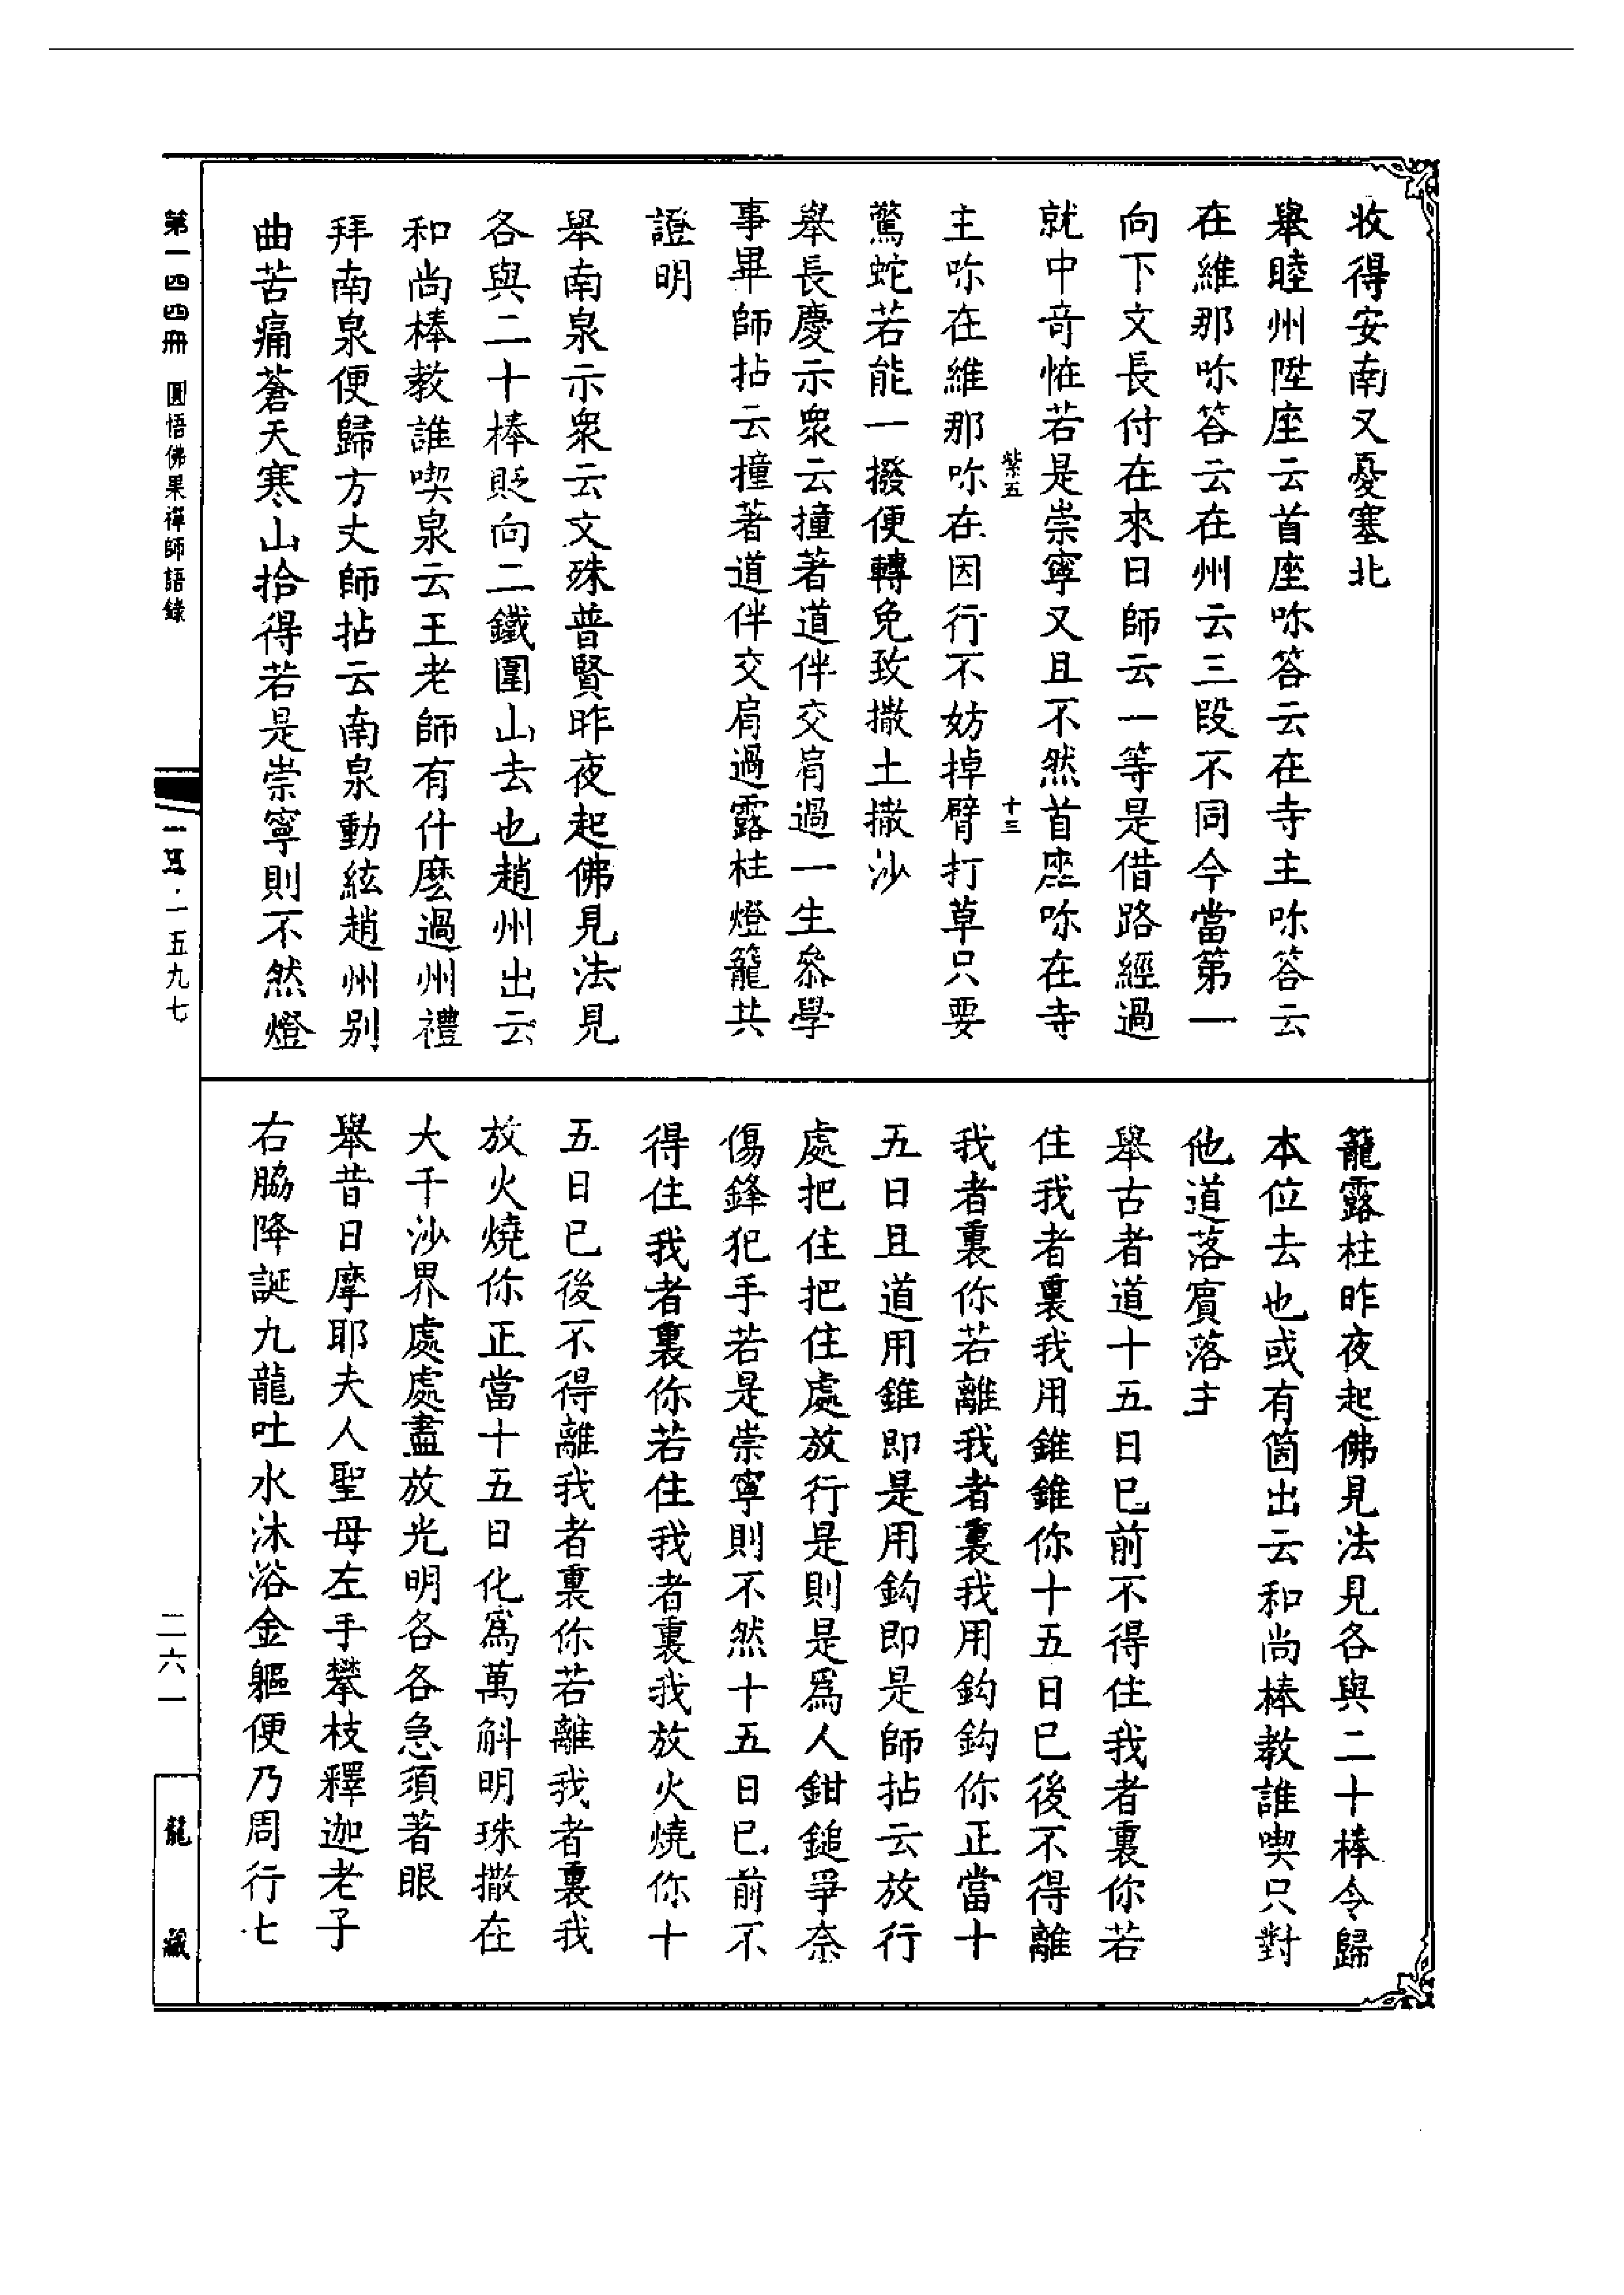 收得安南又憂塞北
舉睦州陞座云首座㖿答云在寺主㖿答云
在維那㖿答云在州云三段不同今當第一
向下文長付在來日師云一等是借路經過
就中奇恠若是崇寧又且不然首座㖿在寺
紫五
十三
主㖿在維那㖿在因行不妨掉臂打草只要
驚蛇若能一撥便轉免致撒土撒沙
舉長慶示衆云撞著道伴交肩過一生叅學
事畢師拈云撞著道伴交肩過露柱燈籠共
證明
舉南泉示衆云文殊普賢昨夜起佛見法見
各與二十棒貶向二鐵圍山去也趙州出云
和尚棒教誰喫泉云王老師有什麽過州禮
拜南泉便歸方丈師拈云南泉動絃趙州别
曲苦痛蒼天寒山拾得若是崇寧則不然燈
籠露柱昨夜起佛見法見各與二十棒令歸
本位去也或有箇出云和尚棒教誰喫只對
他道落賓落主
舉古者道十五日已前不得住我者裏你若
住我者裏我用錐錐你十五日已後不得離
我者裏你若離我者裏我用鈎鈎你正當十
五日且道用錐即是用鈎即是師拈云放行
處把住把住處放行是則是爲人鉗鎚爭奈
傷鋒犯手若是崇寧則不然十五日已前不
得住我者裏你若住我者裏我放火燒你十
五日已後不得離我者裏你若離我者裏我
放火燒你正當十五日化爲萬斛明珠撒在
大千沙界處處盡放光明各各急須著眼
舉昔日摩耶夫人聖母左手攀枝釋迦老子
右脇降誕九龍吐水沐浴金軀便乃周行七
第一四四冊 圓悟佛果禪師語錄
一五九七
二六一
龍藏